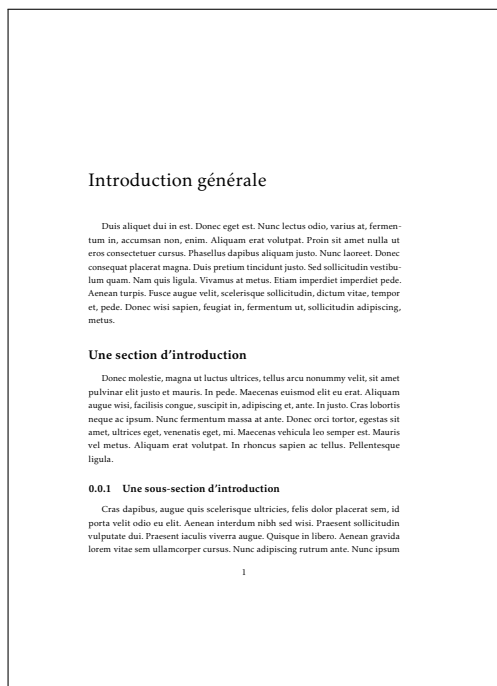 Introduction générale
Duis aliquet dui in est. Donec eget est. Nunc lectus odio, varius at, fermen-
tum in, accumsan non, enim. Aliquam erat volutpat. Proin sit amet nulla ut
eros consectetuer cursus. Phasellus dapibus aliquam justo. Nunc laoreet. Donec
consequat placerat magna. Duis pretium tincidunt justo. Sed sollicitudin vestibu-
lum quam. Nam quis ligula. Vivamus at metus. Etiam imperdiet imperdiet pede.
Aenean turpis. Fusce augue velit, scelerisque sollicitudin, dictum vitae, tempor
et, pede. Donec wisi sapien, feugiat in, fermentum ut, sollicitudin adipiscing,
metus.
Une section d’introduction
Donec molestie, magna ut luctus ultrices, tellus arcu nonummy velit, sit amet
pulvinar elit justo et mauris. In pede. Maecenas euismod elit eu erat. Aliquam
augue wisi, facilisis congue, suscipit in, adipiscing et, ante. In justo. Cras lobortis
neque ac ipsum. Nunc fermentum massa at ante. Donec orci tortor, egestas sit
amet, ultrices eget, venenatis eget, mi. Maecenas vehicula leo semper est. Mauris
vel metus. Aliquam erat volutpat. In rhoncus sapien ac tellus. Pellentesque
ligula.
0.0.1 Une sous-section d’introduction
Cras dapibus, augue quis scelerisque ultricies, felis dolor placerat sem, id
porta velit odio eu elit. Aenean interdum nibh sed wisi. Praesent sollicitudin
vulputate dui. Praesent iaculis viverra augue. Quisque in libero. Aenean gravida
lorem vitae sem ullamcorper cursus. Nunc adipiscing rutrum ante. Nunc ipsum
1